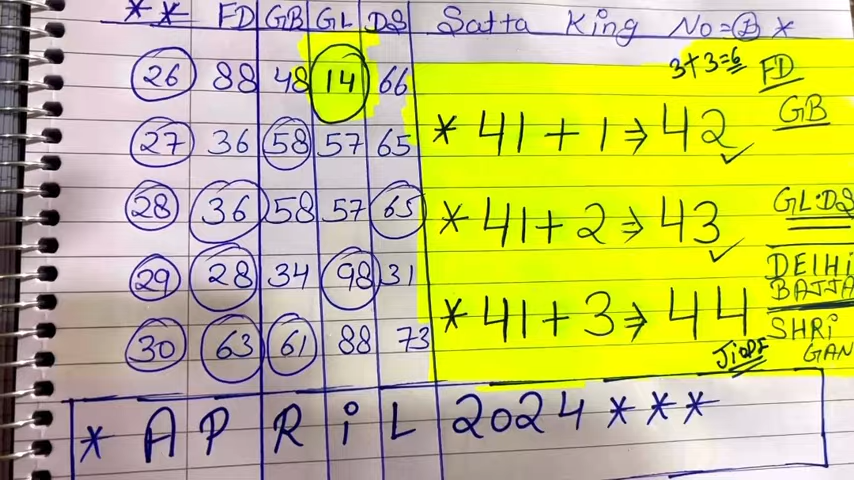 ** FD GB GL DS Satta King No=B *
26 88 48 14 66
27 36 58 57 65
28 36 58 57 65
29 28 34 98 31
30 63 61 88 73
3+3=6 FD
GB
* 41 + 1 ⇒ 42 ✓
GL.DS
* 41 + 2 ⇒ 43 ✓
DELHi
BAJJA
* 41 + 3 ⇒ 44
SHRi
GAN
* APRiL 2024 ***